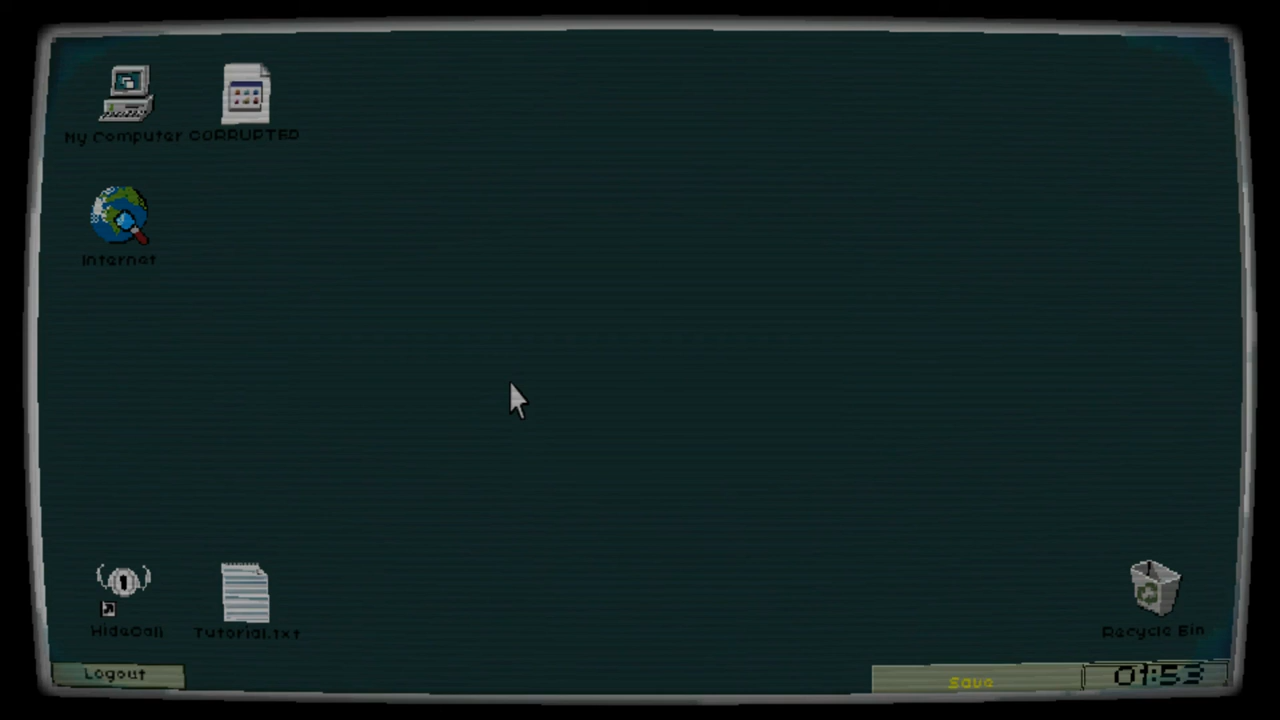 My Computer CORRUPTED
Internet
HideCall Tutorial.txt
Recycle Bin
Logout
Save
01:53